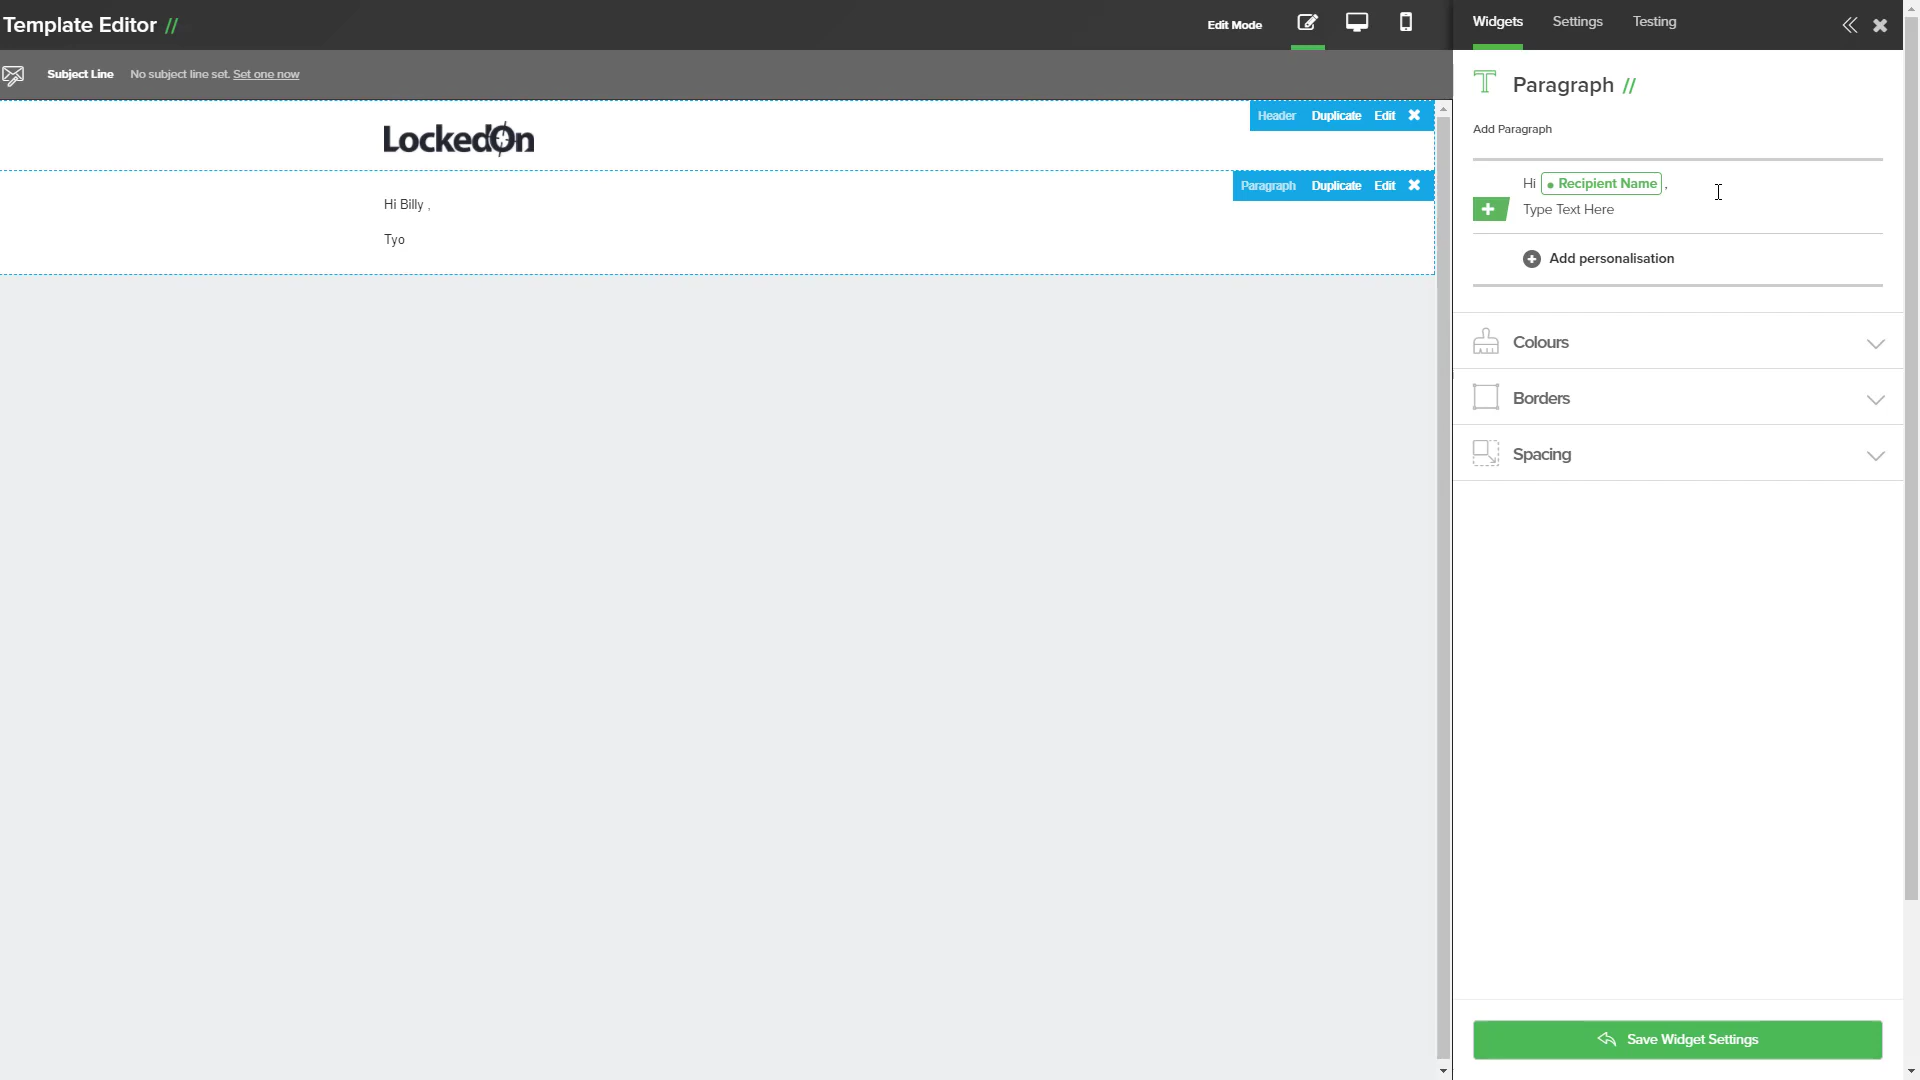 Template Editor //
Edit Mode
Widgets
Settings
Testing
Subject Line
No subject line set. Set one now
Header
Duplicate
Edit
LockedOn
Paragraph
Duplicate
Edit
Hi Billy ,
Tyo
Paragraph //
Add Paragraph
Hi Recipient Name ,
Type Text Here
Add personalisation
Colours
Borders
Spacing
Save Widget Settings